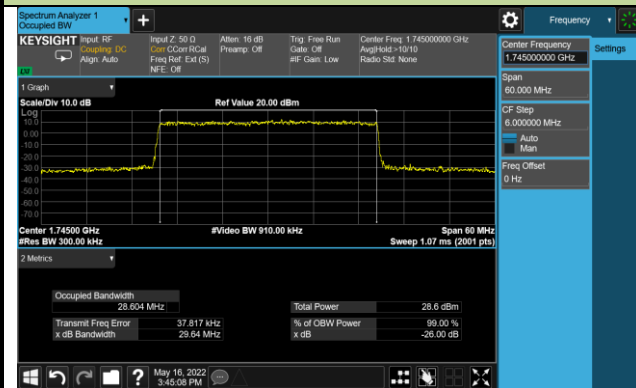 Spectrum Analyzer 1
Occupied BW
Frequency
KEYSIGHT
Input: RF
Coupling: DC
Align: Auto
Input Z: 50 Ω
Corr CCorr RCal
Freq Ref: Ext (S)
NFE: Off
Atten: 16 dB
Preamp: Off
Trig: Free Run
Gate: Off
#IF Gain: Low
Center Freq: 1.745000000 GHz
Avg|Hold:>10/10
Radio Std: None
Center Frequency
1.745000000 GHz
Settings
Span
60.000 MHz
CF Step
6.000000 MHz
Auto
Man
Freq Offset
0 Hz
1 Graph
Scale/Div 10.0 dB
Ref Value 20.00 dBm
Log
10.0
0.00
-10.0
-20.0
-30.0
-40.0
-50.0
-60.0
-70.0
Center 1.74500 GHz
#Video BW 910.00 kHz
Span 60 MHz
#Res BW 300.00 kHz
Sweep 1.07 ms (2001 pts)
2 Metrics
Occupied Bandwidth
28.604 MHz
Total Power 28.6 dBm
Transmit Freq Error 37.817 kHz
% of OBW Power 99.00 %
x dB Bandwidth 29.64 MHz
x dB -26.00 dB
May 16, 2022
3:45:08 PM